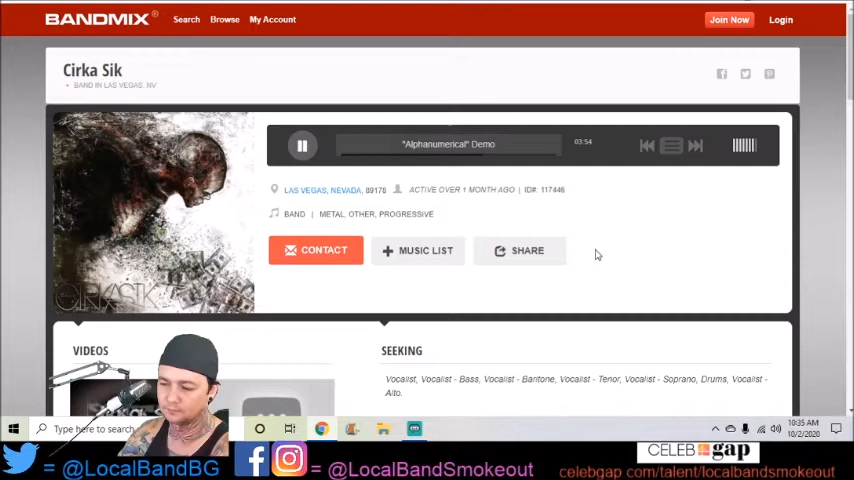 BANDMIX®
Search Browse My Account
Join Now Login
Cirka Sik
BAND IN LAS VEGAS, NV
"Alphanumerical" Demo
03:54
LAS VEGAS, NEVADA, 89178 ACTIVE OVER 1 MONTH AGO | ID#: 117446
BAND | METAL, OTHER, PROGRESSIVE
CONTACT
MUSIC LIST
SHARE
CIRKASIK
VIDEOS
SEEKING
Vocalist, Vocalist - Bass, Vocalist - Baritone, Vocalist - Tenor, Vocalist - Soprano, Drums, Vocalist -
Alto.
Type here to search
10:35 AM
10/2/2020
= @LocalBandBG
= @LocalBandSmokeout
CELEB gap
celebgap com/talent/localbandsmokeout